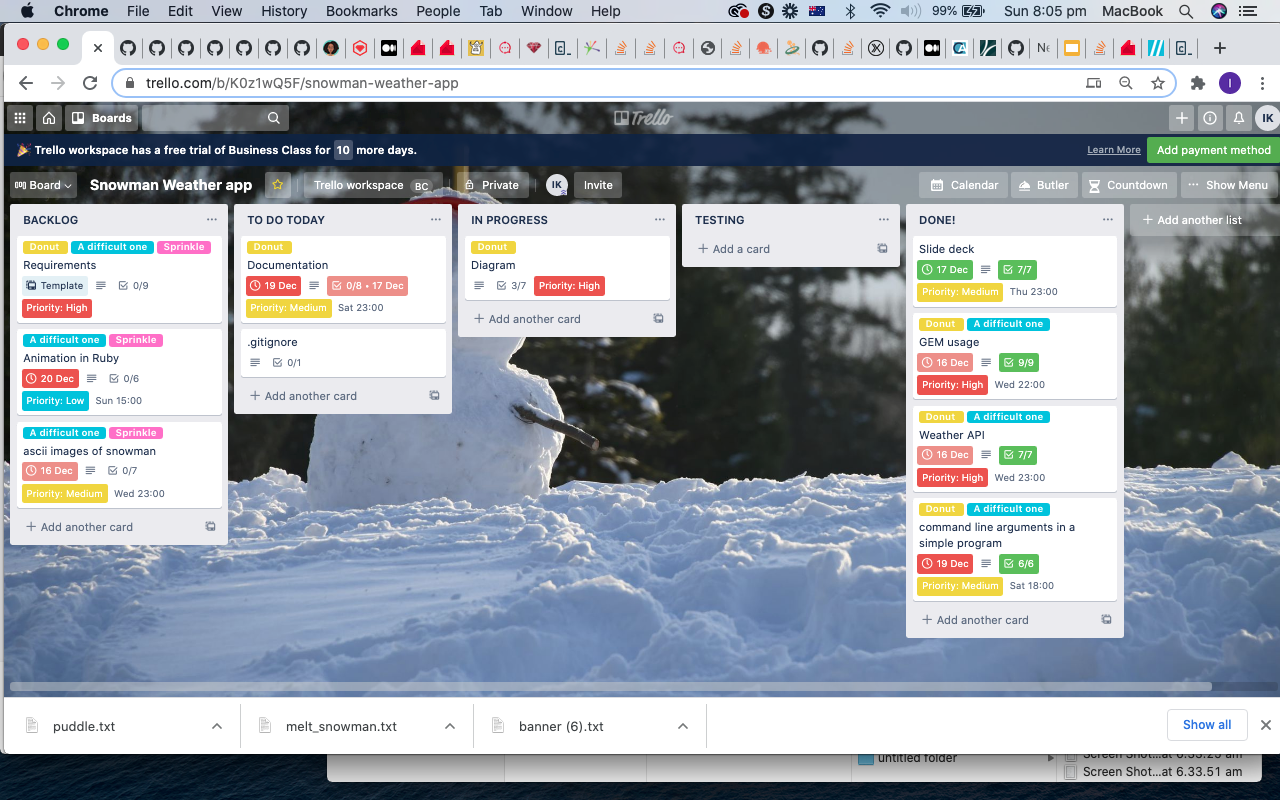 Chrome File Edit View History Bookmarks People Tab Window Help 99% Sun 8:05 pm MacBook
trello.com/b/K0z1wQ5F/snowman-weather-app I
Boards Trello IK
Trello workspace has a free trial of Business Class for 10 more days. Learn More Add payment method
Board Snowman Weather app Trello workspace BC Private IK Invite Calendar Butler Countdown ... Show Menu
BACKLOG
Donut A difficult one Sprinkle
Requirements
Template 0/9
Priority: High
A difficult one Sprinkle
Animation in Ruby
20 Dec 0/6
Priority: Low Sun 15:00
A difficult one Sprinkle
ascii images of snowman
16 Dec 0/7
Priority: Medium Wed 23:00
+ Add another card
TO DO TODAY
Donut
Documentation
19 Dec 0/8 • 17 Dec
Priority: Medium Sat 23:00
.gitignore
0/1
+ Add another card
IN PROGRESS
Donut
Diagram
3/7 Priority: High
+ Add another card
TESTING
+ Add a card
DONE!
Slide deck
17 Dec 7/7
Priority: Medium Thu 23:00
Donut A difficult one
GEM usage
16 Dec 9/9
Priority: High Wed 22:00
Donut A difficult one
Weather API
16 Dec 7/7
Priority: High Wed 23:00
Donut A difficult one
command line arguments in a
simple program
19 Dec 6/6
Priority: Medium Sat 18:00
+ Add another card
+ Add another list
puddle.txt melt_snowman.txt banner (6).txt Show all
untitled folder
Screen Shot...at 6.33.51 am